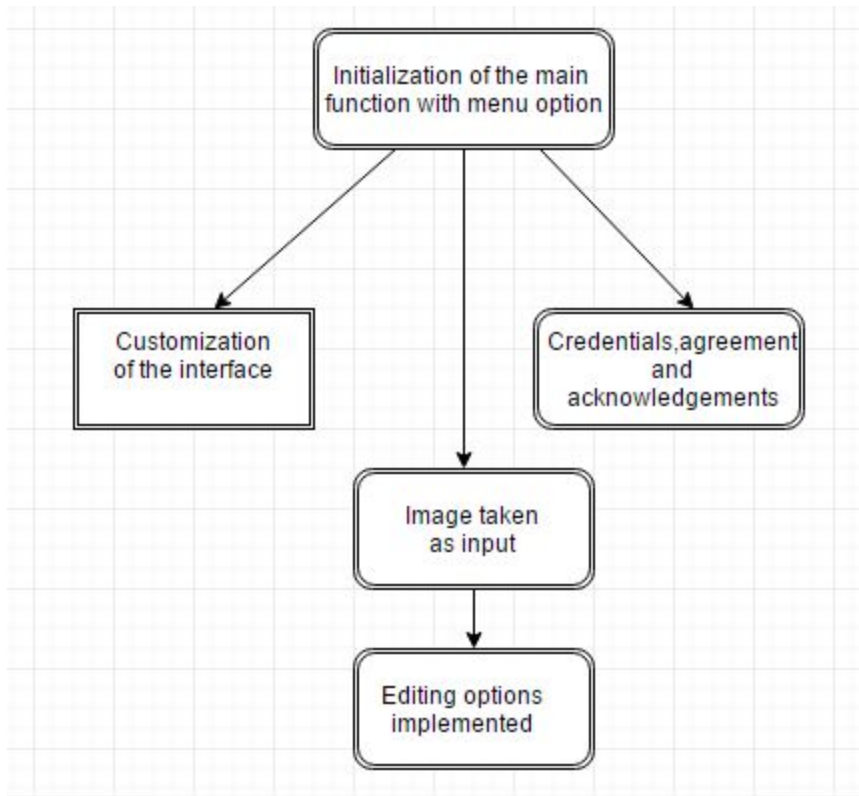 Initialization of the main
function with menu option
Customization
of the interface
Credentials,agreement
and
acknowledgements
Image taken
as input
Editing options
implemented